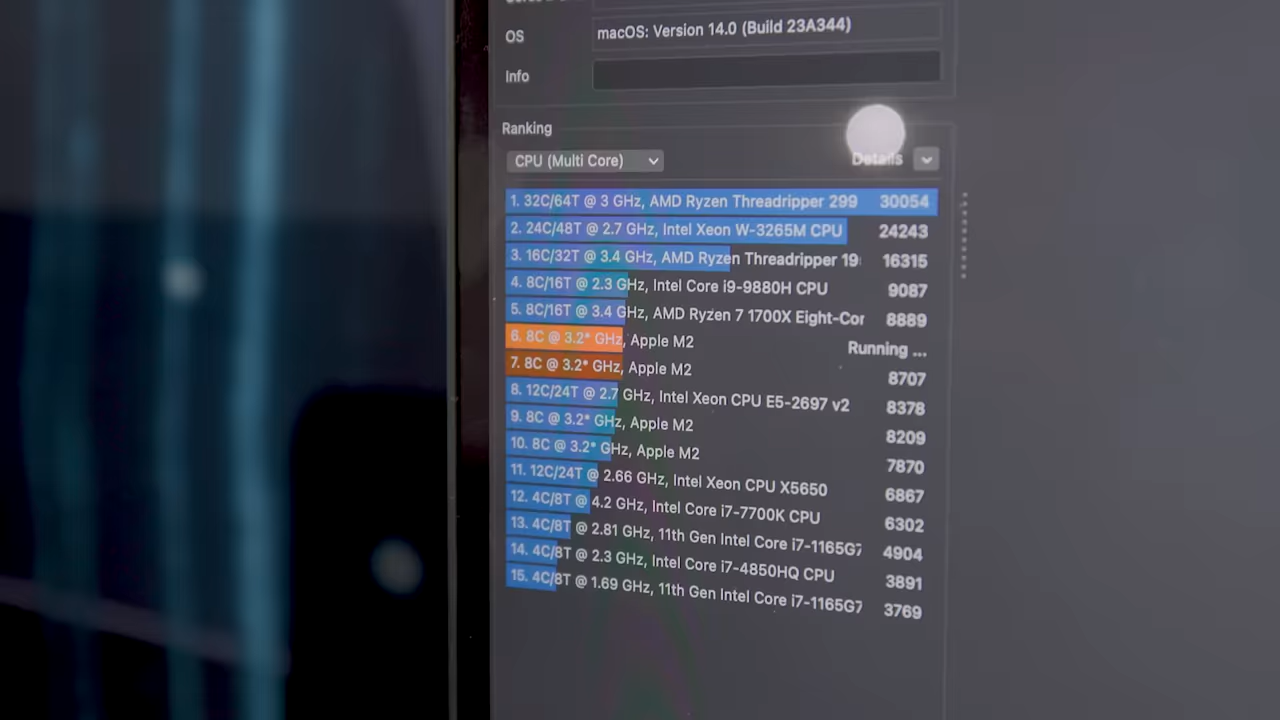 OS macOS: Version 14.0 (Build 23A344)
Info
Ranking
CPU (Multi Core)
Details
1. 32C/64T @ 3 GHz, AMD Ryzen Threadripper 299 30054
2. 24C/48T @ 2.7 GHz, Intel Xeon W-3265M CPU 24243
3. 16C/32T @ 3.4 GHz, AMD Ryzen Threadripper 19 16315
4. 8C/16T @ 2.3 GHz, Intel Core i9-9880H CPU 9087
5. 8C/16T @ 3.4 GHz, AMD Ryzen 7 1700X Eight-Cor 8889
6. 8C @ 3.2* GHz, Apple M2 Running ...
7. 8C @ 3.2* GHz, Apple M2 8707
8. 12C/24T @ 2.7 GHz, Intel Xeon CPU E5-2697 v2 8378
9. 8C @ 3.2* GHz, Apple M2 8209
10. 8C @ 3.2* GHz, Apple M2 7870
11. 12C/24T @ 2.66 GHz, Intel Xeon CPU X5650 6867
12. 4C/8T @ 4.2 GHz, Intel Core i7-7700K CPU 6302
13. 4C/8T @ 2.81 GHz, 11th Gen Intel Core i7-1165G7 4904
14. 4C/8T @ 2.3 GHz, Intel Core i7-4850HQ CPU 3891
15. 4C/8T @ 1.69 GHz, 11th Gen Intel Core i7-1165G7 3769